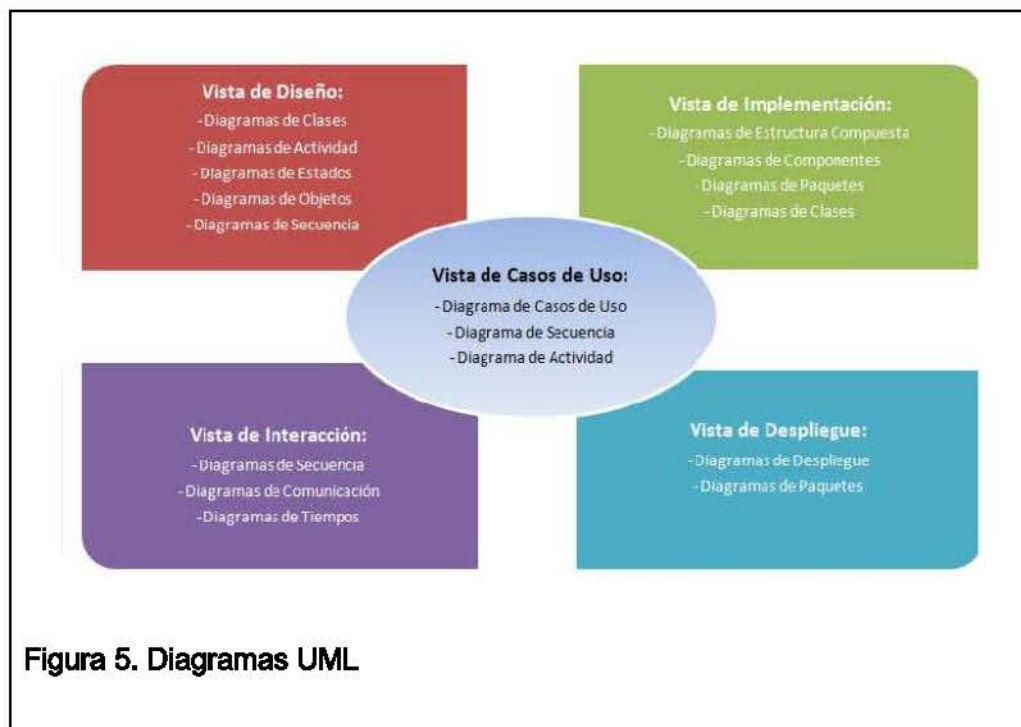 Vista de Diseño:
-Diagramas de Clases
-Diagramas de Actividad
-Diagramas de Estados
-Diagramas de Objetos
-Diagramas de Secuencia
Vista de Implementación:
-Diagramas de Estructura Compuesta
-Diagramas de Componentes
-Diagramas de Paquetes
-Diagramas de Clases
Vista de Casos de Uso:
-Diagrama de Casos de Uso
-Diagrama de Secuencia
-Diagrama de Actividad
Vista de Interacción:
-Diagramas de Secuencia
-Diagramas de Comunicación
-Diagramas de Tiempos
Vista de Despliegue:
-Diagramas de Despliegue
-Diagramas de Paquetes
Figura 5. Diagramas UML